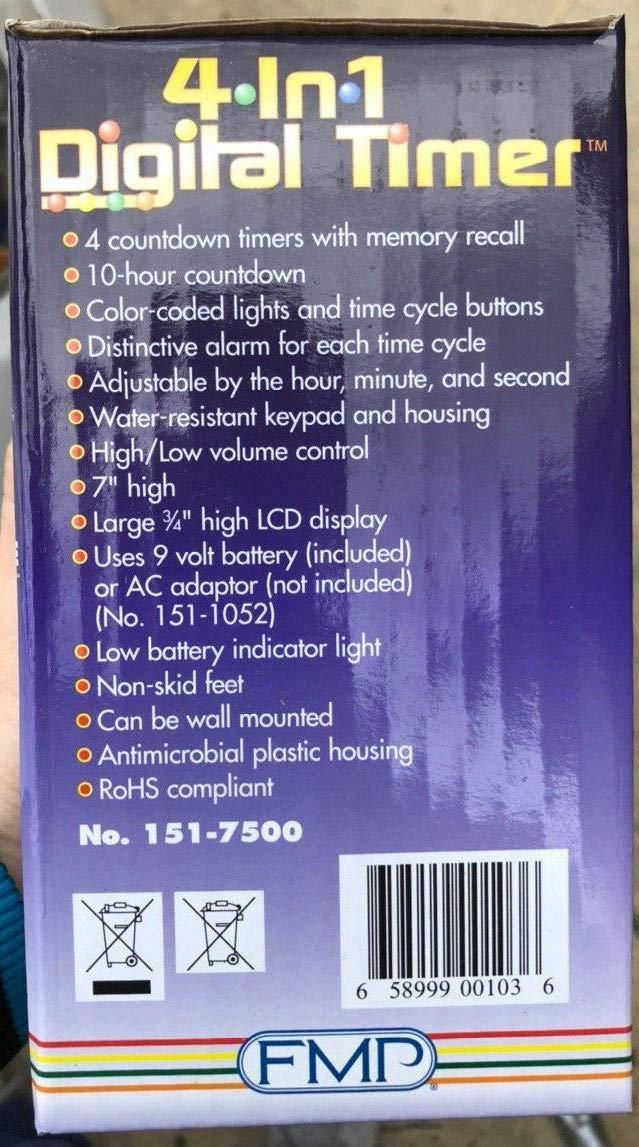 4•In•1
Digital Timer™
• 4 countdown timers with memory recall
• 10-hour countdown
• Color-coded lights and time cycle buttons
• Distinctive alarm for each time cycle
• Adjustable by the hour, minute, and second
• Water-resistant keypad and housing
• High/Low volume control
• 7" high
• Large ¾" high LCD display
• Uses 9 volt battery (included)
or AC adaptor (not included)
(No. 151-1052)
• Low battery indicator light
• Non-skid feet
• Can be wall mounted
• Antimicrobial plastic housing
• RoHS compliant
No. 151-7500
6 58999 00103 6
FMP®